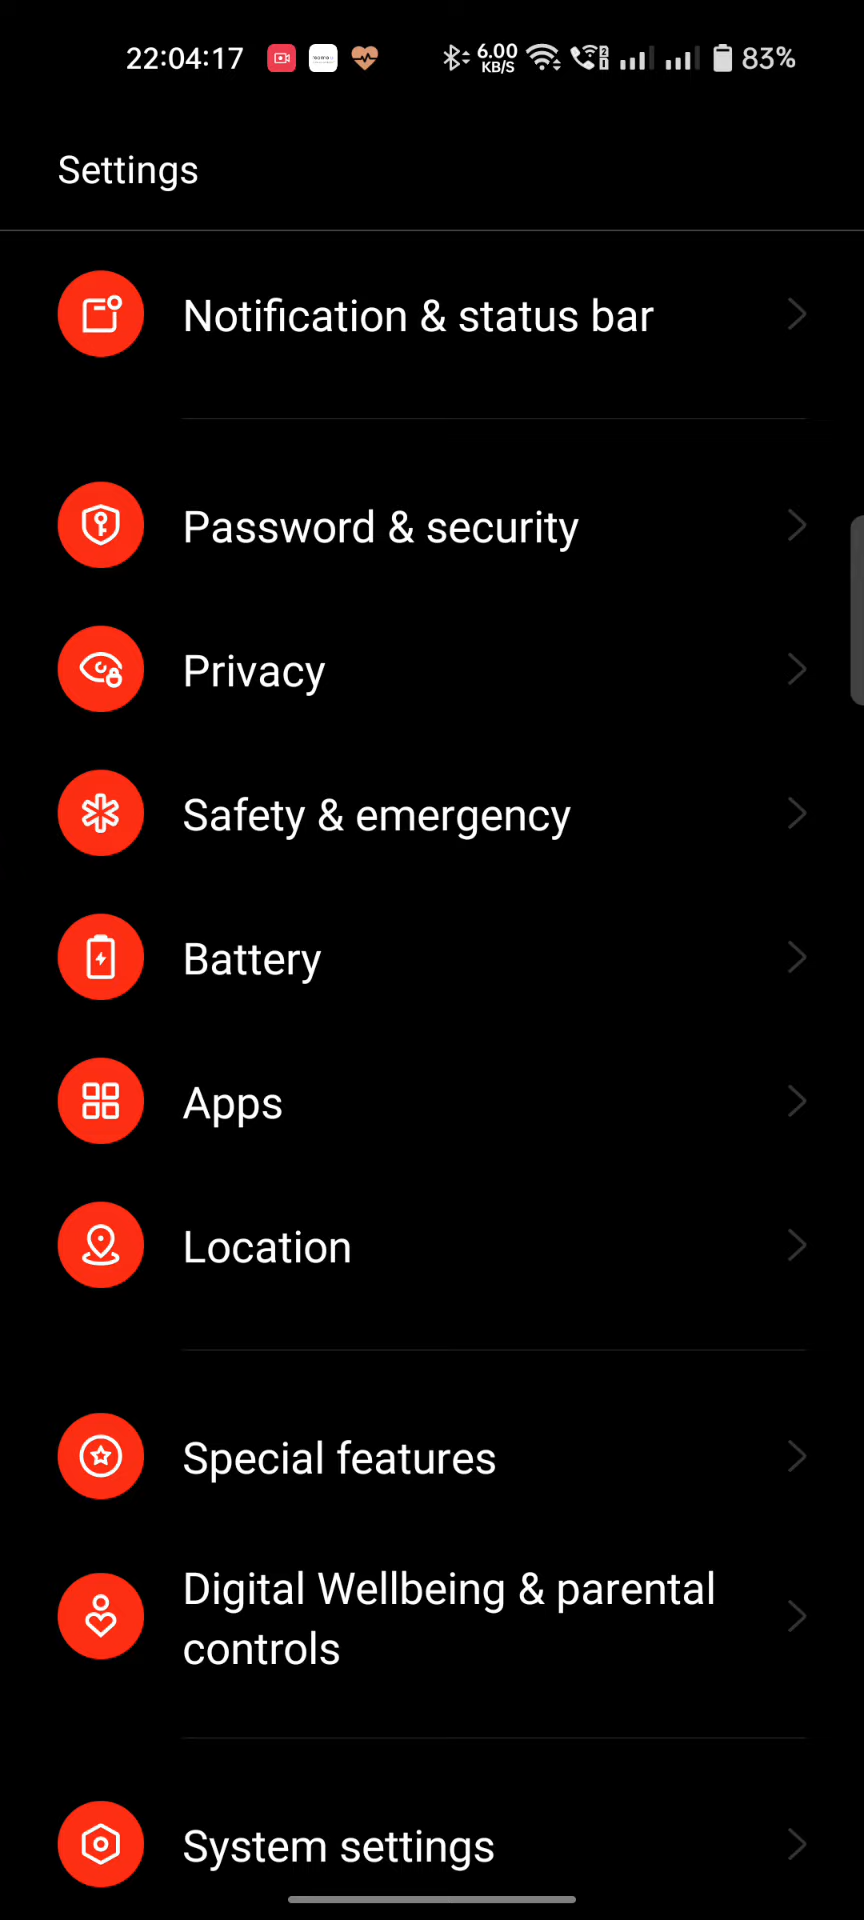 22:04:17 6.00 KB/S 83%
Settings
Notification & status bar
Password & security
Privacy
Safety & emergency
Battery
Apps
Location
Special features
Digital Wellbeing & parental
controls
System settings